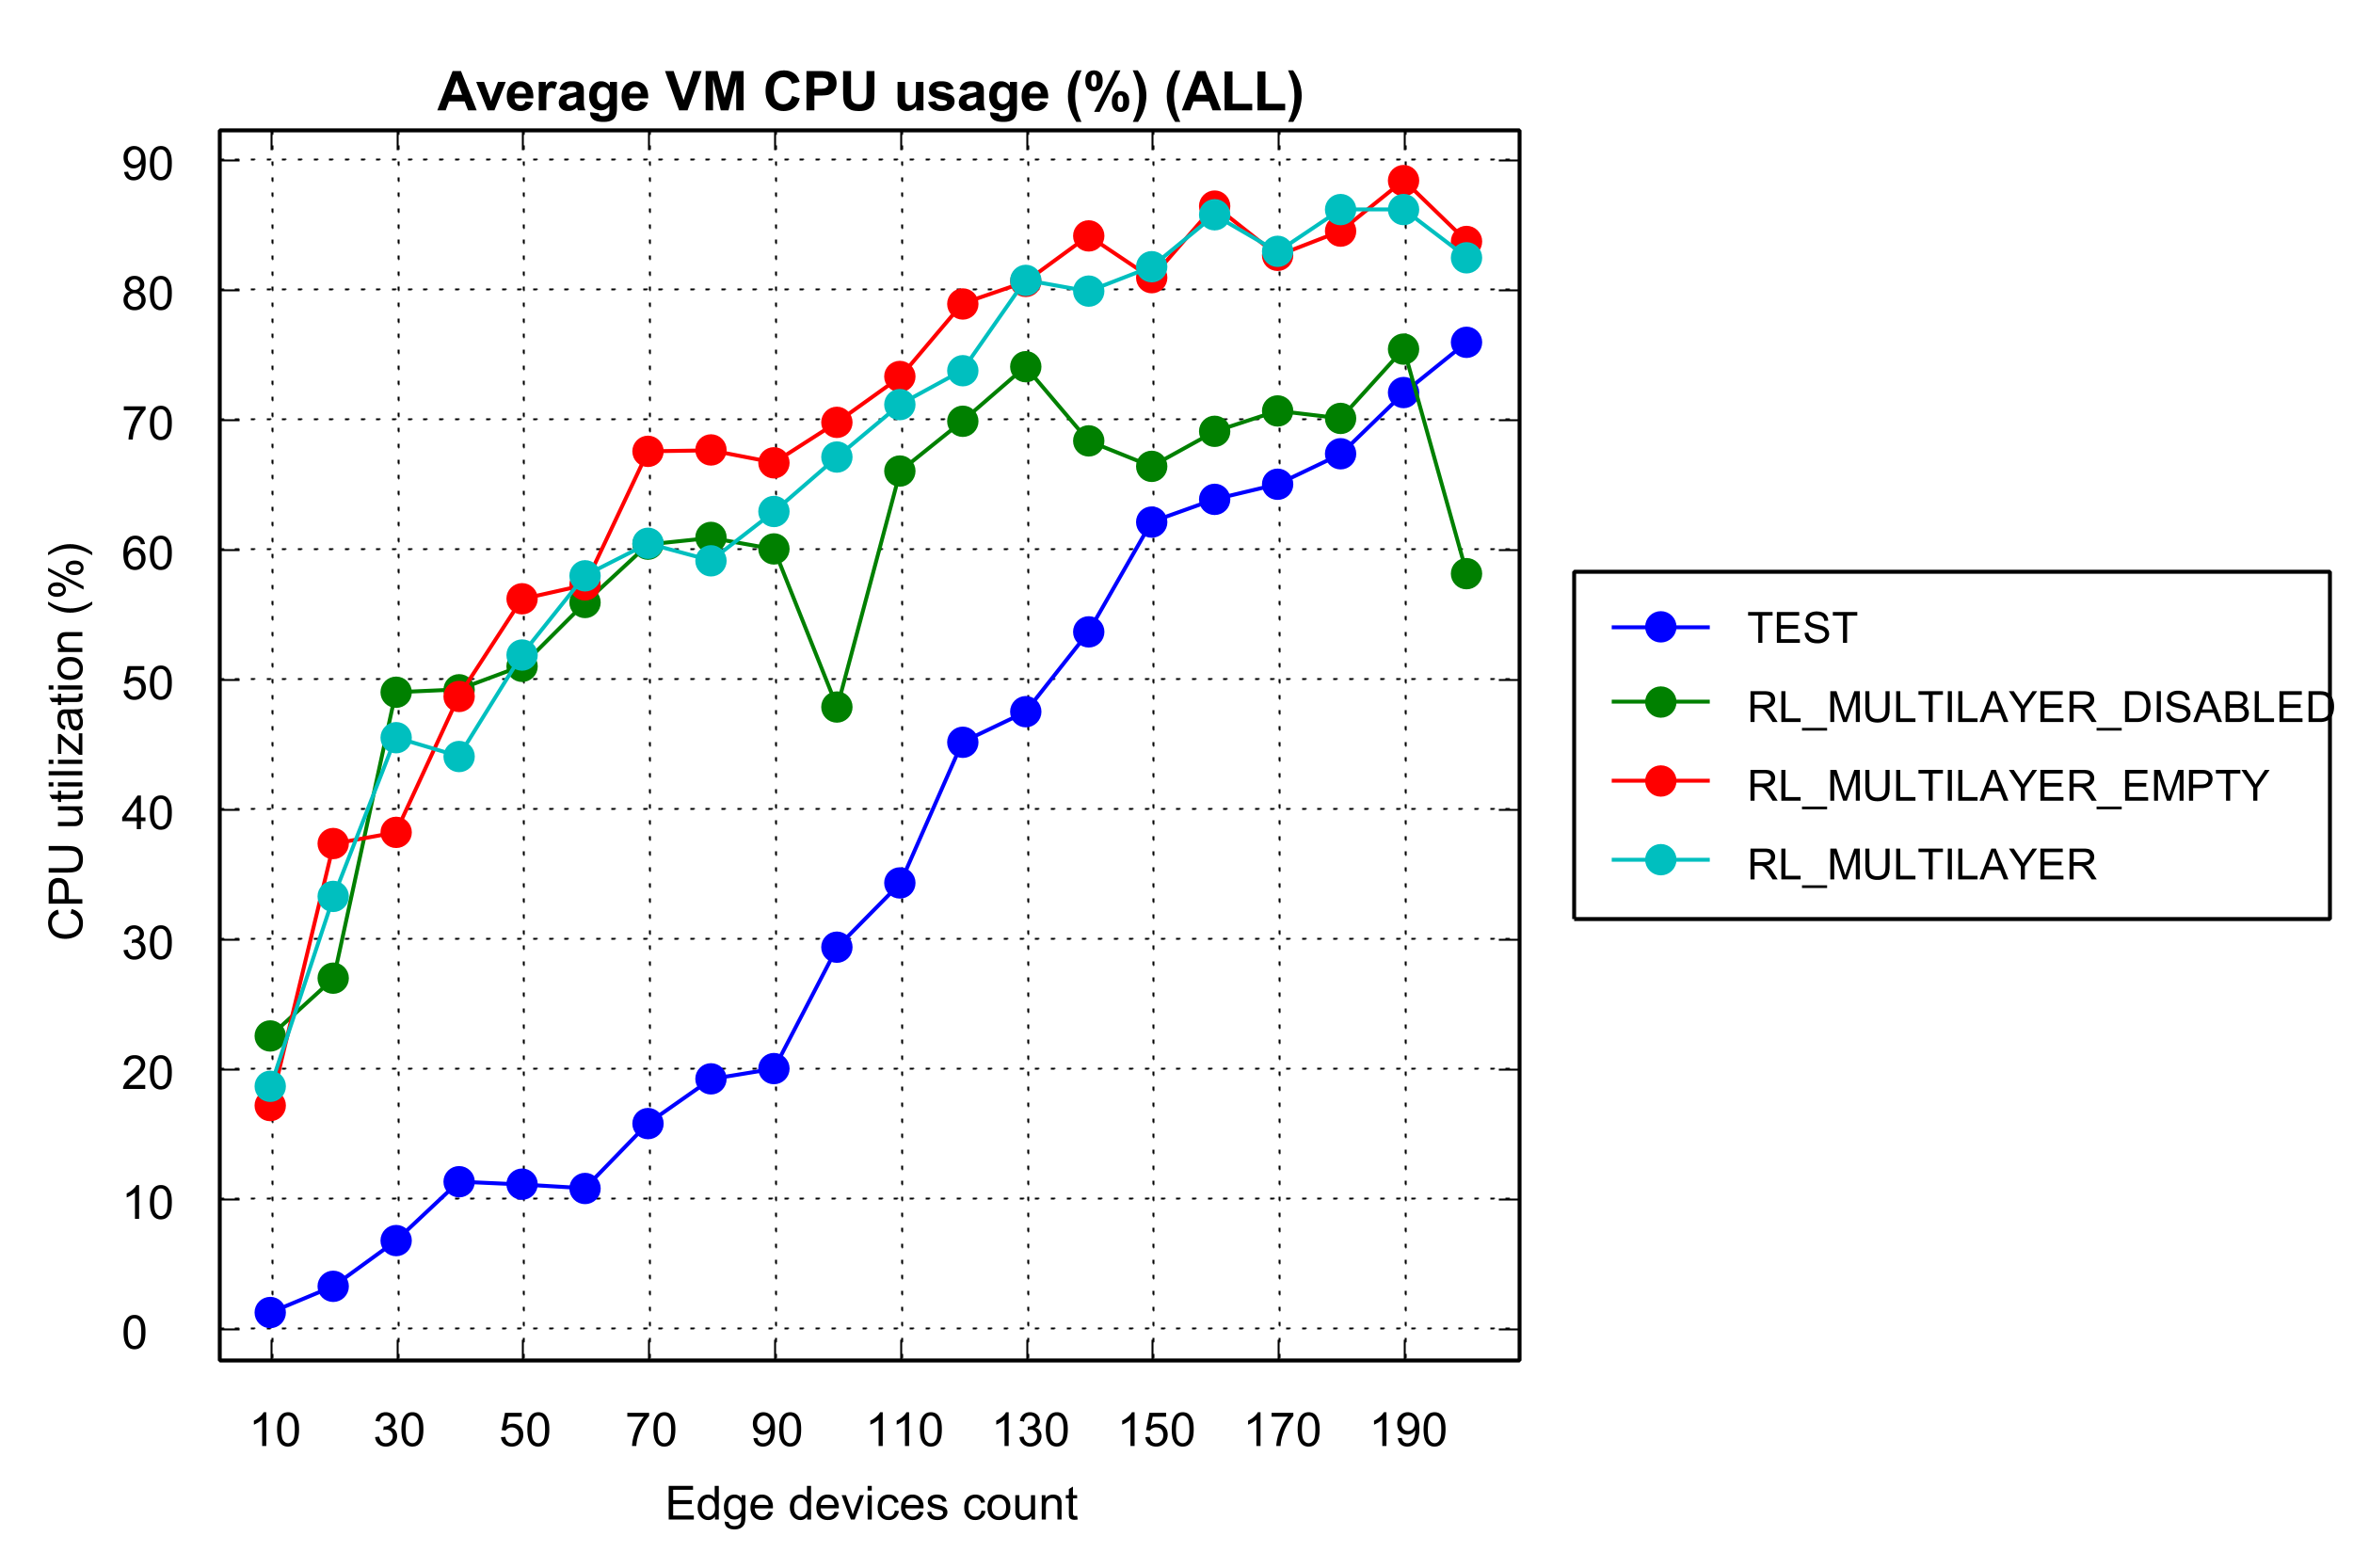 Average VM CPU usage (%) (ALL)
CPU utilization (%)
90
80
70
60
50
40
30
20
10
0
10 30 50 70 90 110 130 150 170 190
Edge devices count
TEST
RL_MULTILAYER_DISABLED
RL_MULTILAYER_EMPTY
RL_MULTILAYER